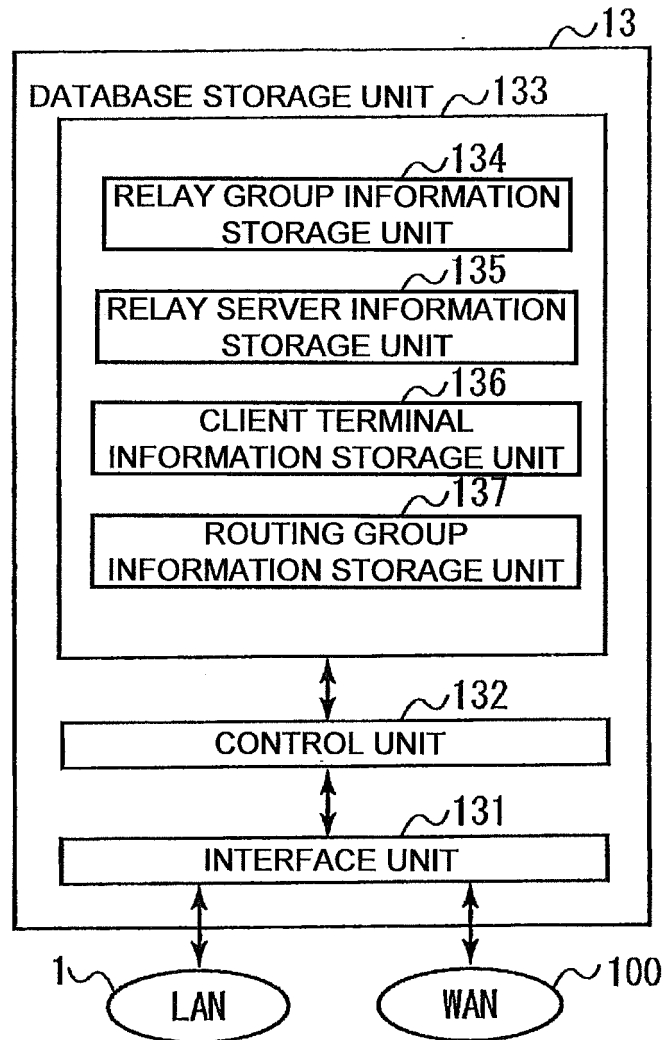 13
DATABASE STORAGE UNIT 133
134
RELAY GROUP INFORMATION
STORAGE UNIT
135
RELAY SERVER INFORMATION
STORAGE UNIT
136
CLIENT TERMINAL
INFORMATION STORAGE UNIT
137
ROUTING GROUP
INFORMATION STORAGE UNIT
132
CONTROL UNIT
131
INTERFACE UNIT
1 LAN WAN 100